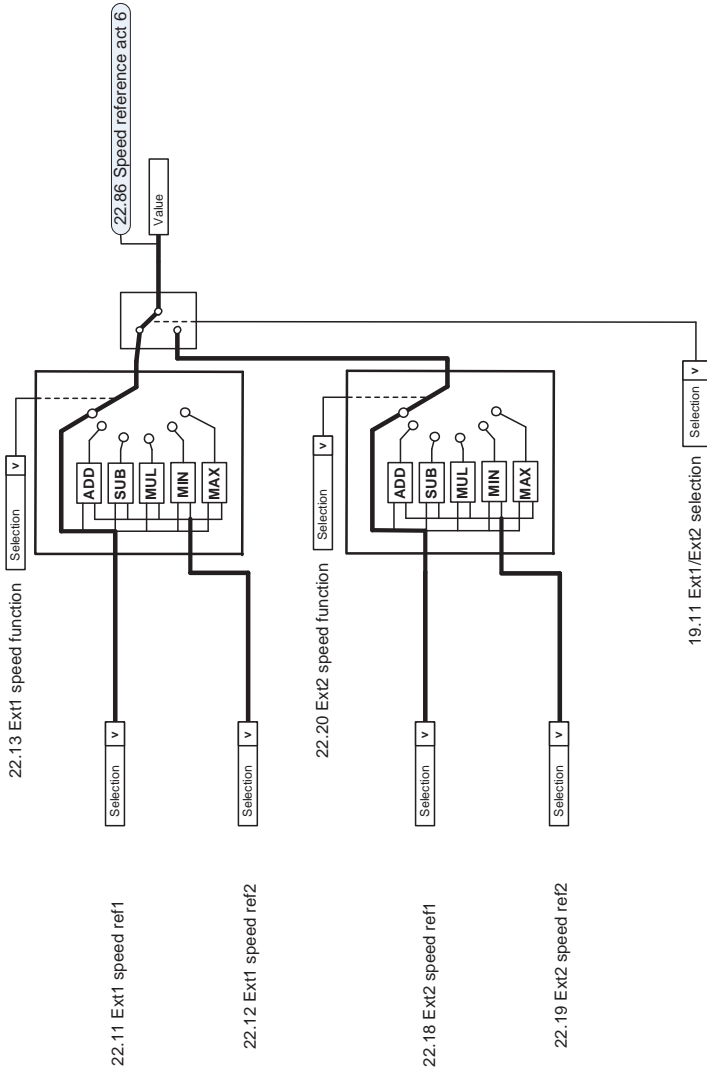 22.86 Speed reference act 6
Value
22.13 Ext1 speed function
Selection v
ADD
SUB
MUL
MIN
MAX
22.11 Ext1 speed ref1
Selection v
22.12 Ext1 speed ref2
Selection v
22.20 Ext2 speed function
Selection v
ADD
SUB
MUL
MIN
MAX
22.18 Ext2 speed ref1
Selection v
22.19 Ext2 speed ref2
Selection v
19.11 Ext1/Ext2 selection
Selection v